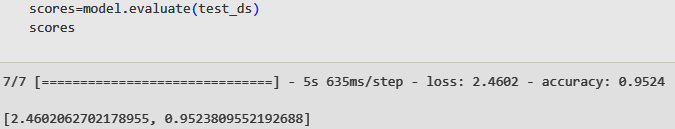 scores=model.evaluate(test_ds)
scores
7/7 [==============================] - 5s 635ms/step - loss: 2.4602 - accuracy: 0.9524
[2.4602062702178955, 0.9523809552192688]